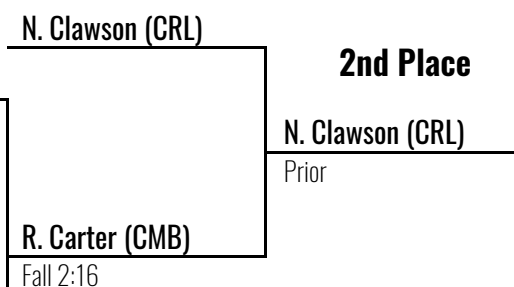 N. Clawson (CRL)
2nd Place
N. Clawson (CRL)
Prior
R. Carter (CMB)
Fall 2:16